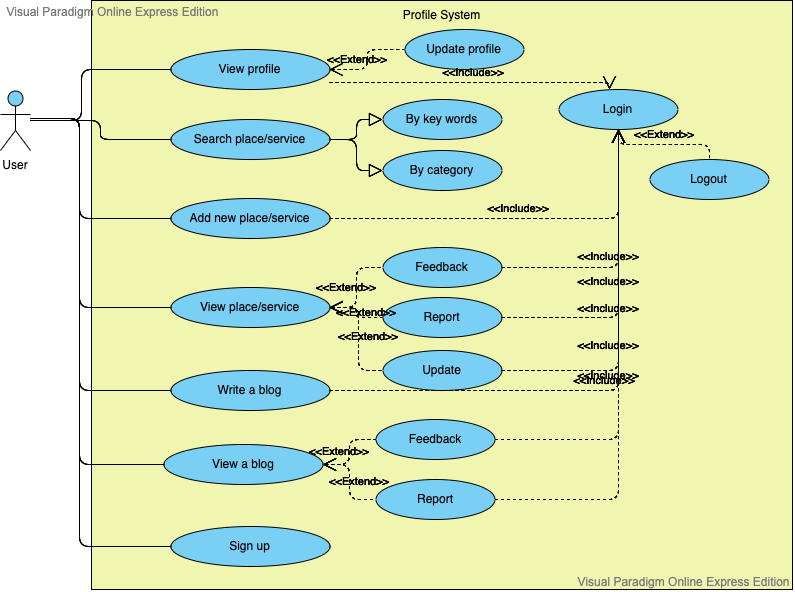 Visual Paradigm Online Express Edition
Profile System
Update profile
<<Extend>>
View profile
<<Include>>
Login
By key words
Search place/service
<<Extend>>
By category
Logout
User
Add new place/service
<<Include>>
Feedback
<<Include>>
<<Include>>
<<Extend>>
View place/service
<<Extend>>
Report
<<Include>>
<<Extend>>
<<Include>>
Update
<<Include>>
<<Include>>
Write a blog
Feedback
<<Extend>>
View a blog
<<Extend>>
Report
Sign up
Visual Paradigm Online Express Edition